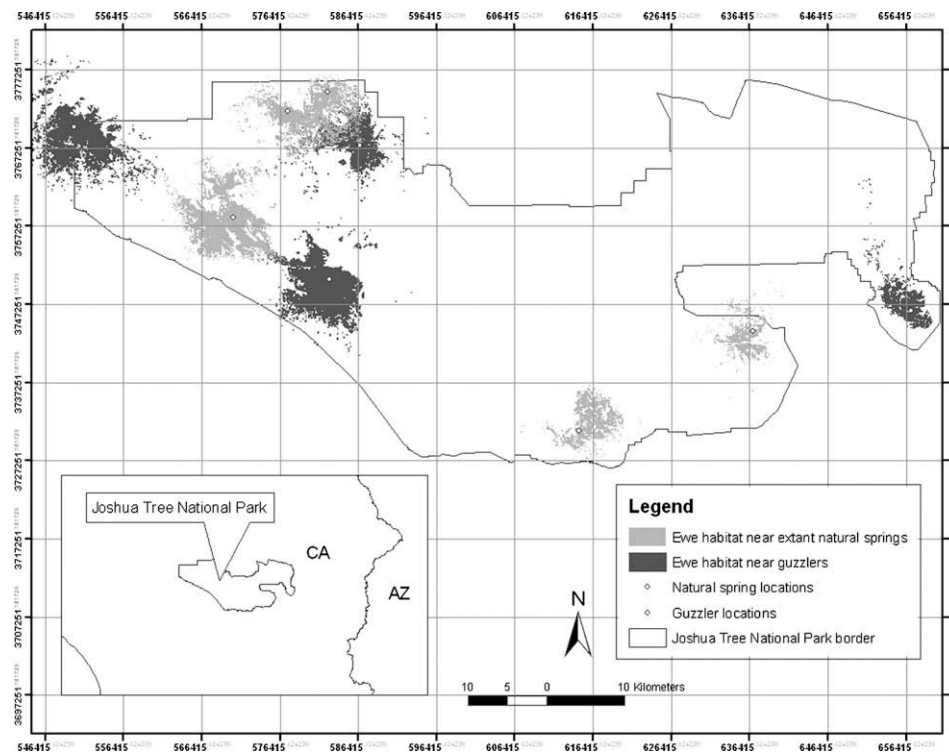 546415 556415 566415 576415 586415 596415 606415 616415 626415 636415 646415 656415
3777251
3767251
3757251
3747251
3737251
3727251
3717251
3707251
3697251
Joshua Tree National Park
CA
AZ
Legend
Ewe habitat near extant natural springs
Ewe habitat near guzzlers
Natural spring locations
Guzzler locations
Joshua Tree National Park border
N
10 5 0 10 Kilometers
546415 556415 566415 576415 586415 596415 606415 616415 626415 636415 646415 656415